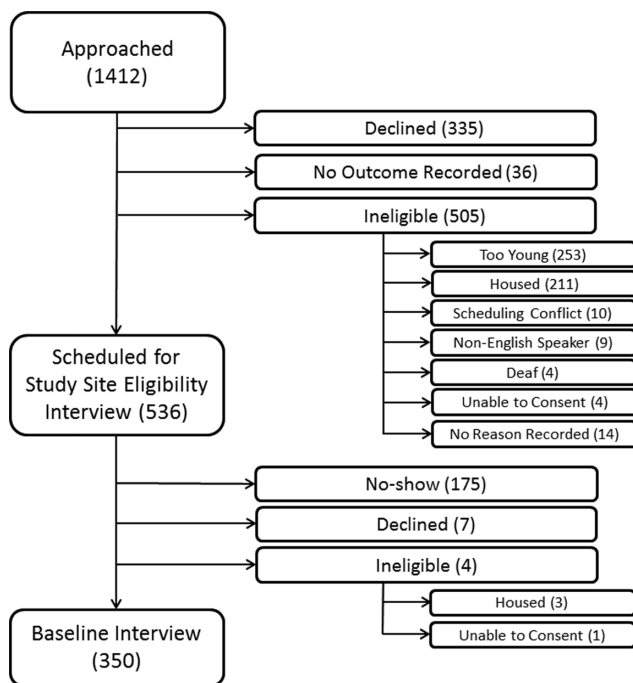 Approached
(1412)
Declined (335)
No Outcome Recorded (36)
Ineligible (505)
Too Young (253)
Housed (211)
Scheduling Conflict (10)
Non-English Speaker (9)
Deaf (4)
Unable to Consent (4)
No Reason Recorded (14)
Scheduled for
Study Site Eligibility
Interview (536)
No-show (175)
Declined (7)
Ineligible (4)
Housed (3)
Unable to Consent (1)
Baseline Interview
(350)